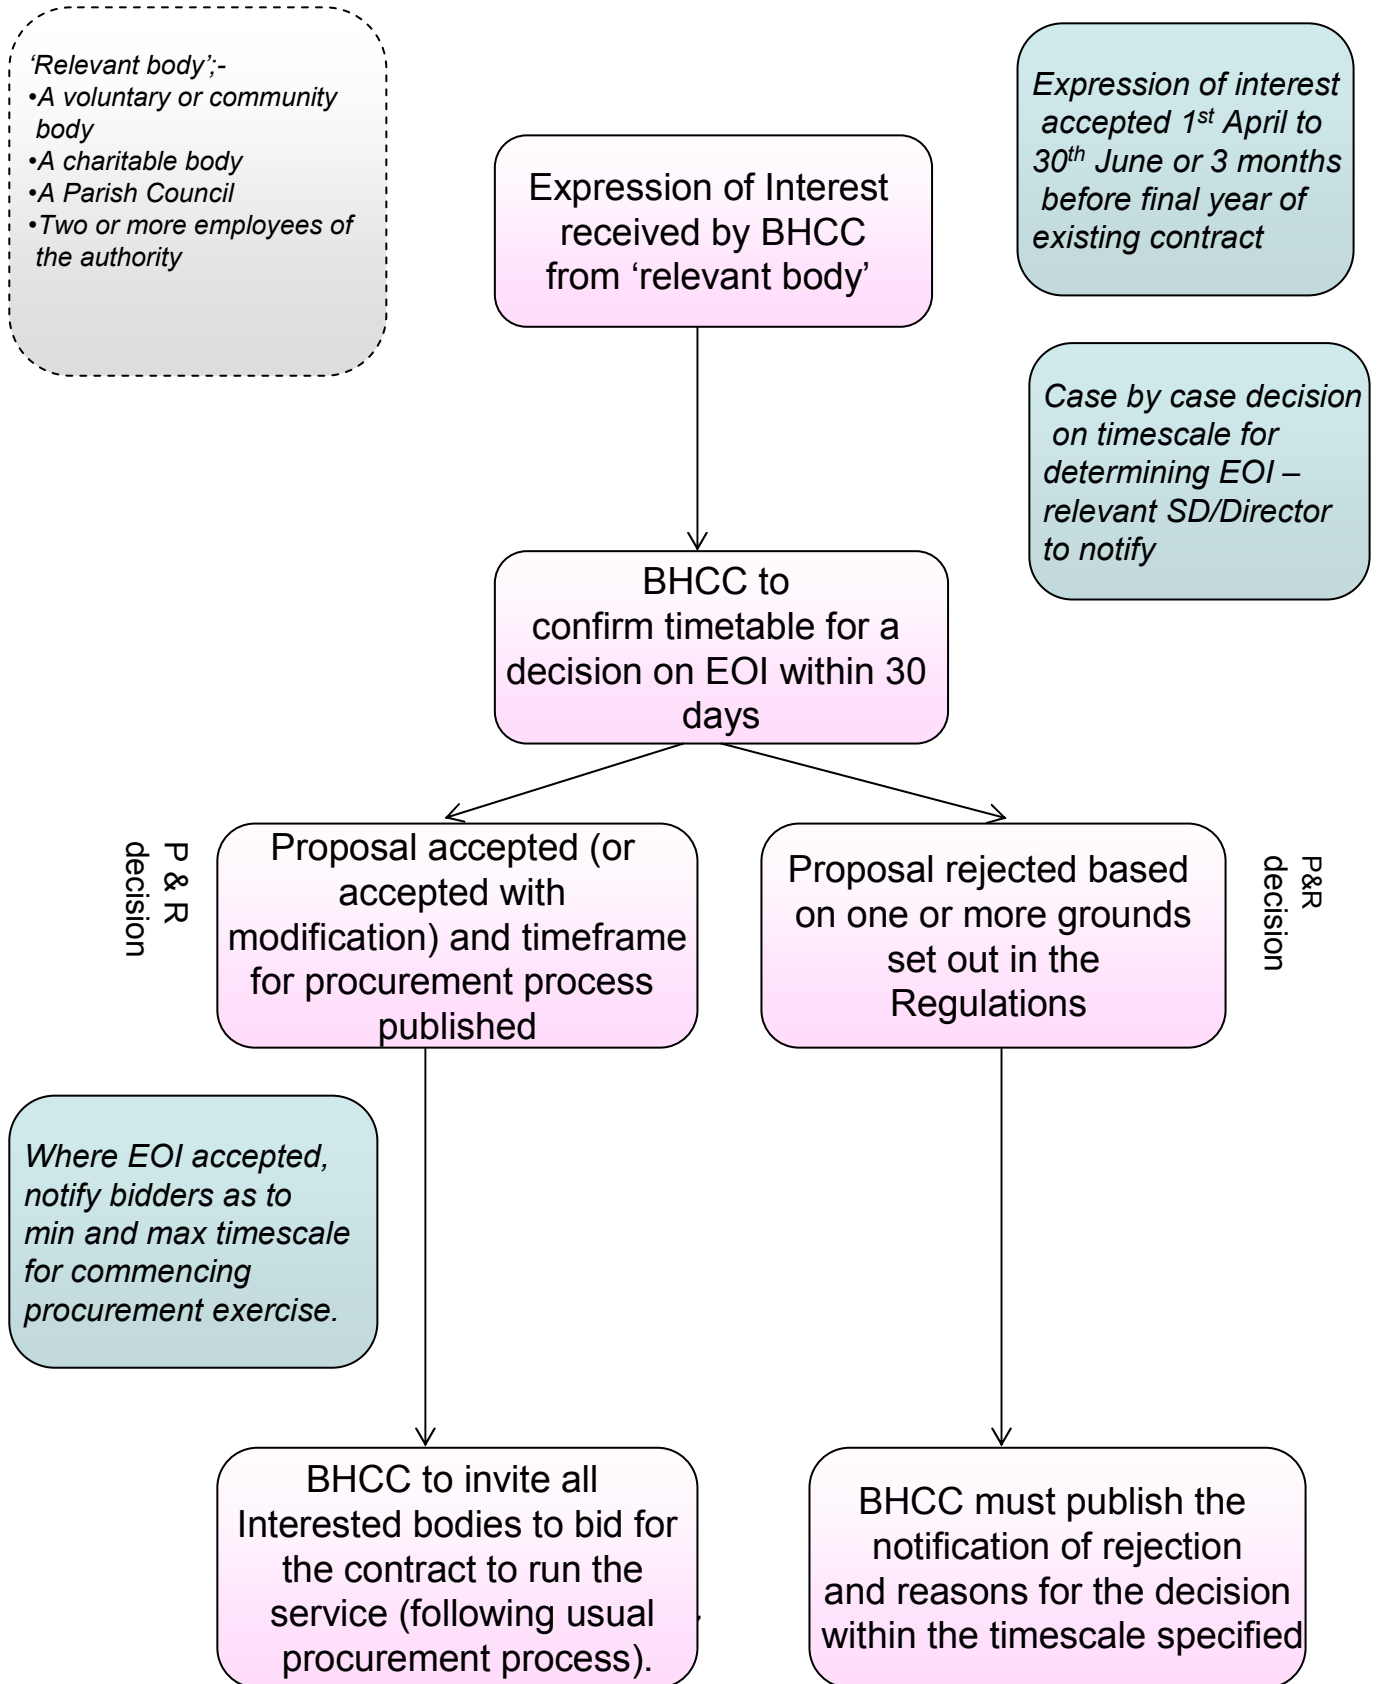 ‘Relevant body’;-
•A voluntary or community
body
•A charitable body
•A Parish Council
•Two or more employees of
the authority
Expression of Interest
received by BHCC
from ‘relevant body’
Expression of interest
accepted 1st April to
30th June or 3 months
before final year of
existing contract
Case by case decision
on timescale for
determining EOI –
relevant SD/Director
to notify
BHCC to
confirm timetable for a
decision on EOI within 30
days
P & R
decision
Proposal accepted (or
accepted with
modification) and timeframe
for procurement process
published
Proposal rejected based
on one or more grounds
set out in the
Regulations
P&R
decision
Where EOI accepted,
notify bidders as to
min and max timescale
for commencing
procurement exercise.
BHCC to invite all
Interested bodies to bid for
the contract to run the
service (following usual
procurement process).
BHCC must publish the
notification of rejection
and reasons for the decision
within the timescale specified